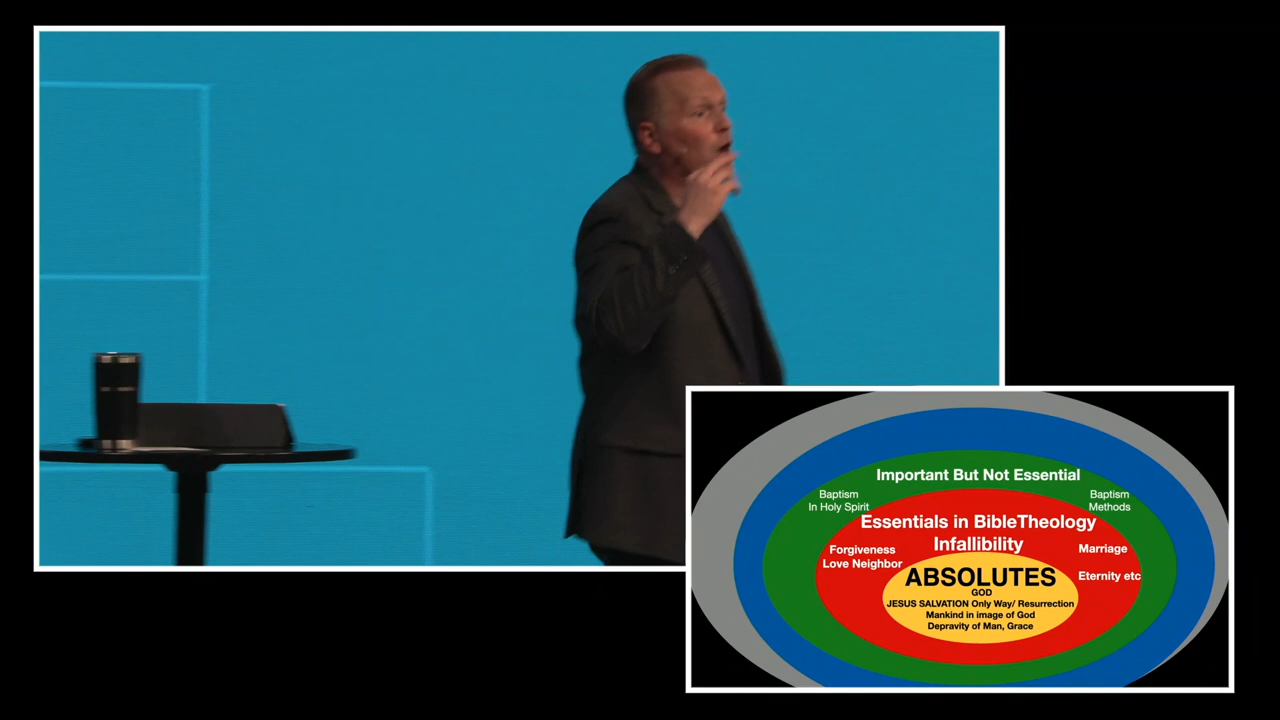 Important But Not Essential
Baptism
In Holy Spirit
Baptism
Methods
Essentials in BibleTheology
Infallibility
Forgiveness
Love Neighbor
Marriage
Eternity etc
ABSOLUTES
GOD
JESUS SALVATION Only Way/ Resurrection
Mankind in image of God
Depravity of Man, Grace